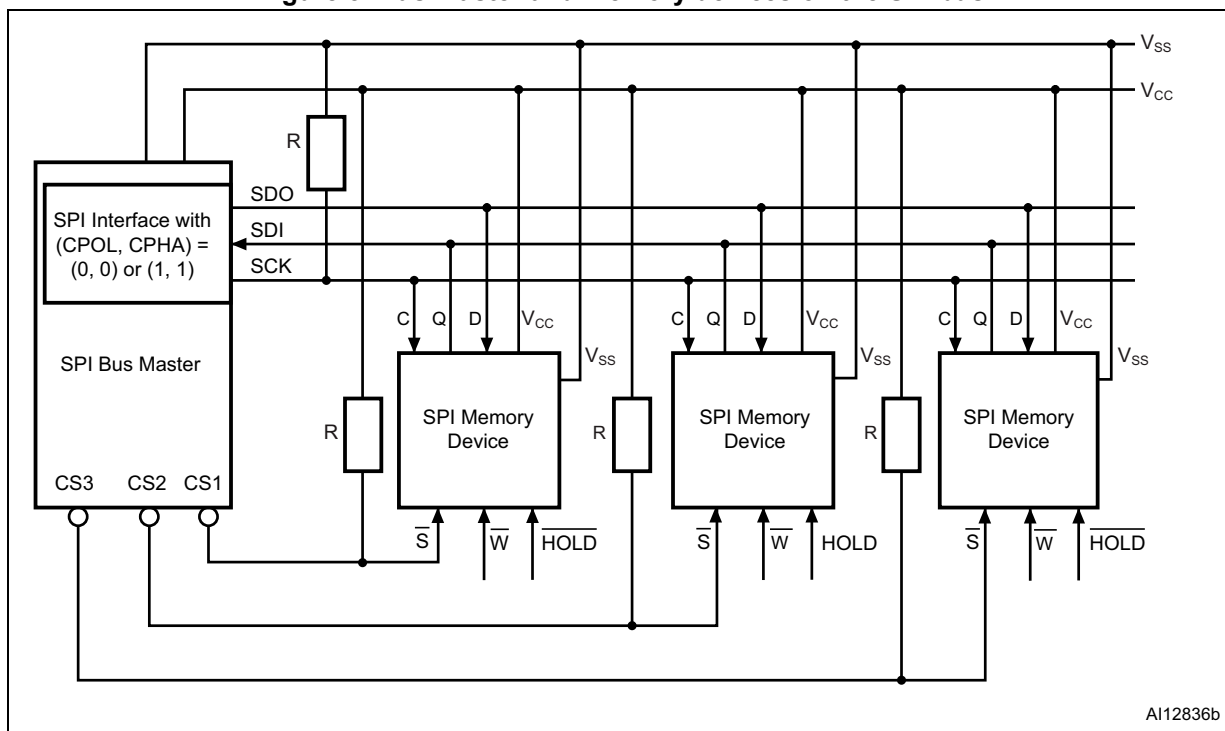 VSS
VCC
R
SDO
SPI Interface with
(CPOL, CPHA) =
(0, 0) or (1, 1)
SDI
SCK
C Q D VCC
C Q D VCC
C Q D VCC
VSS
VSS
VSS
SPI Bus Master
R
SPI Memory
Device
R
SPI Memory
Device
R
SPI Memory
Device
CS3 CS2 CS1
S̅ W̅ H̅O̅L̅D̅
S̅ W̅ HOLD
S̅ W̅ H̅O̅L̅D̅
AI12836b